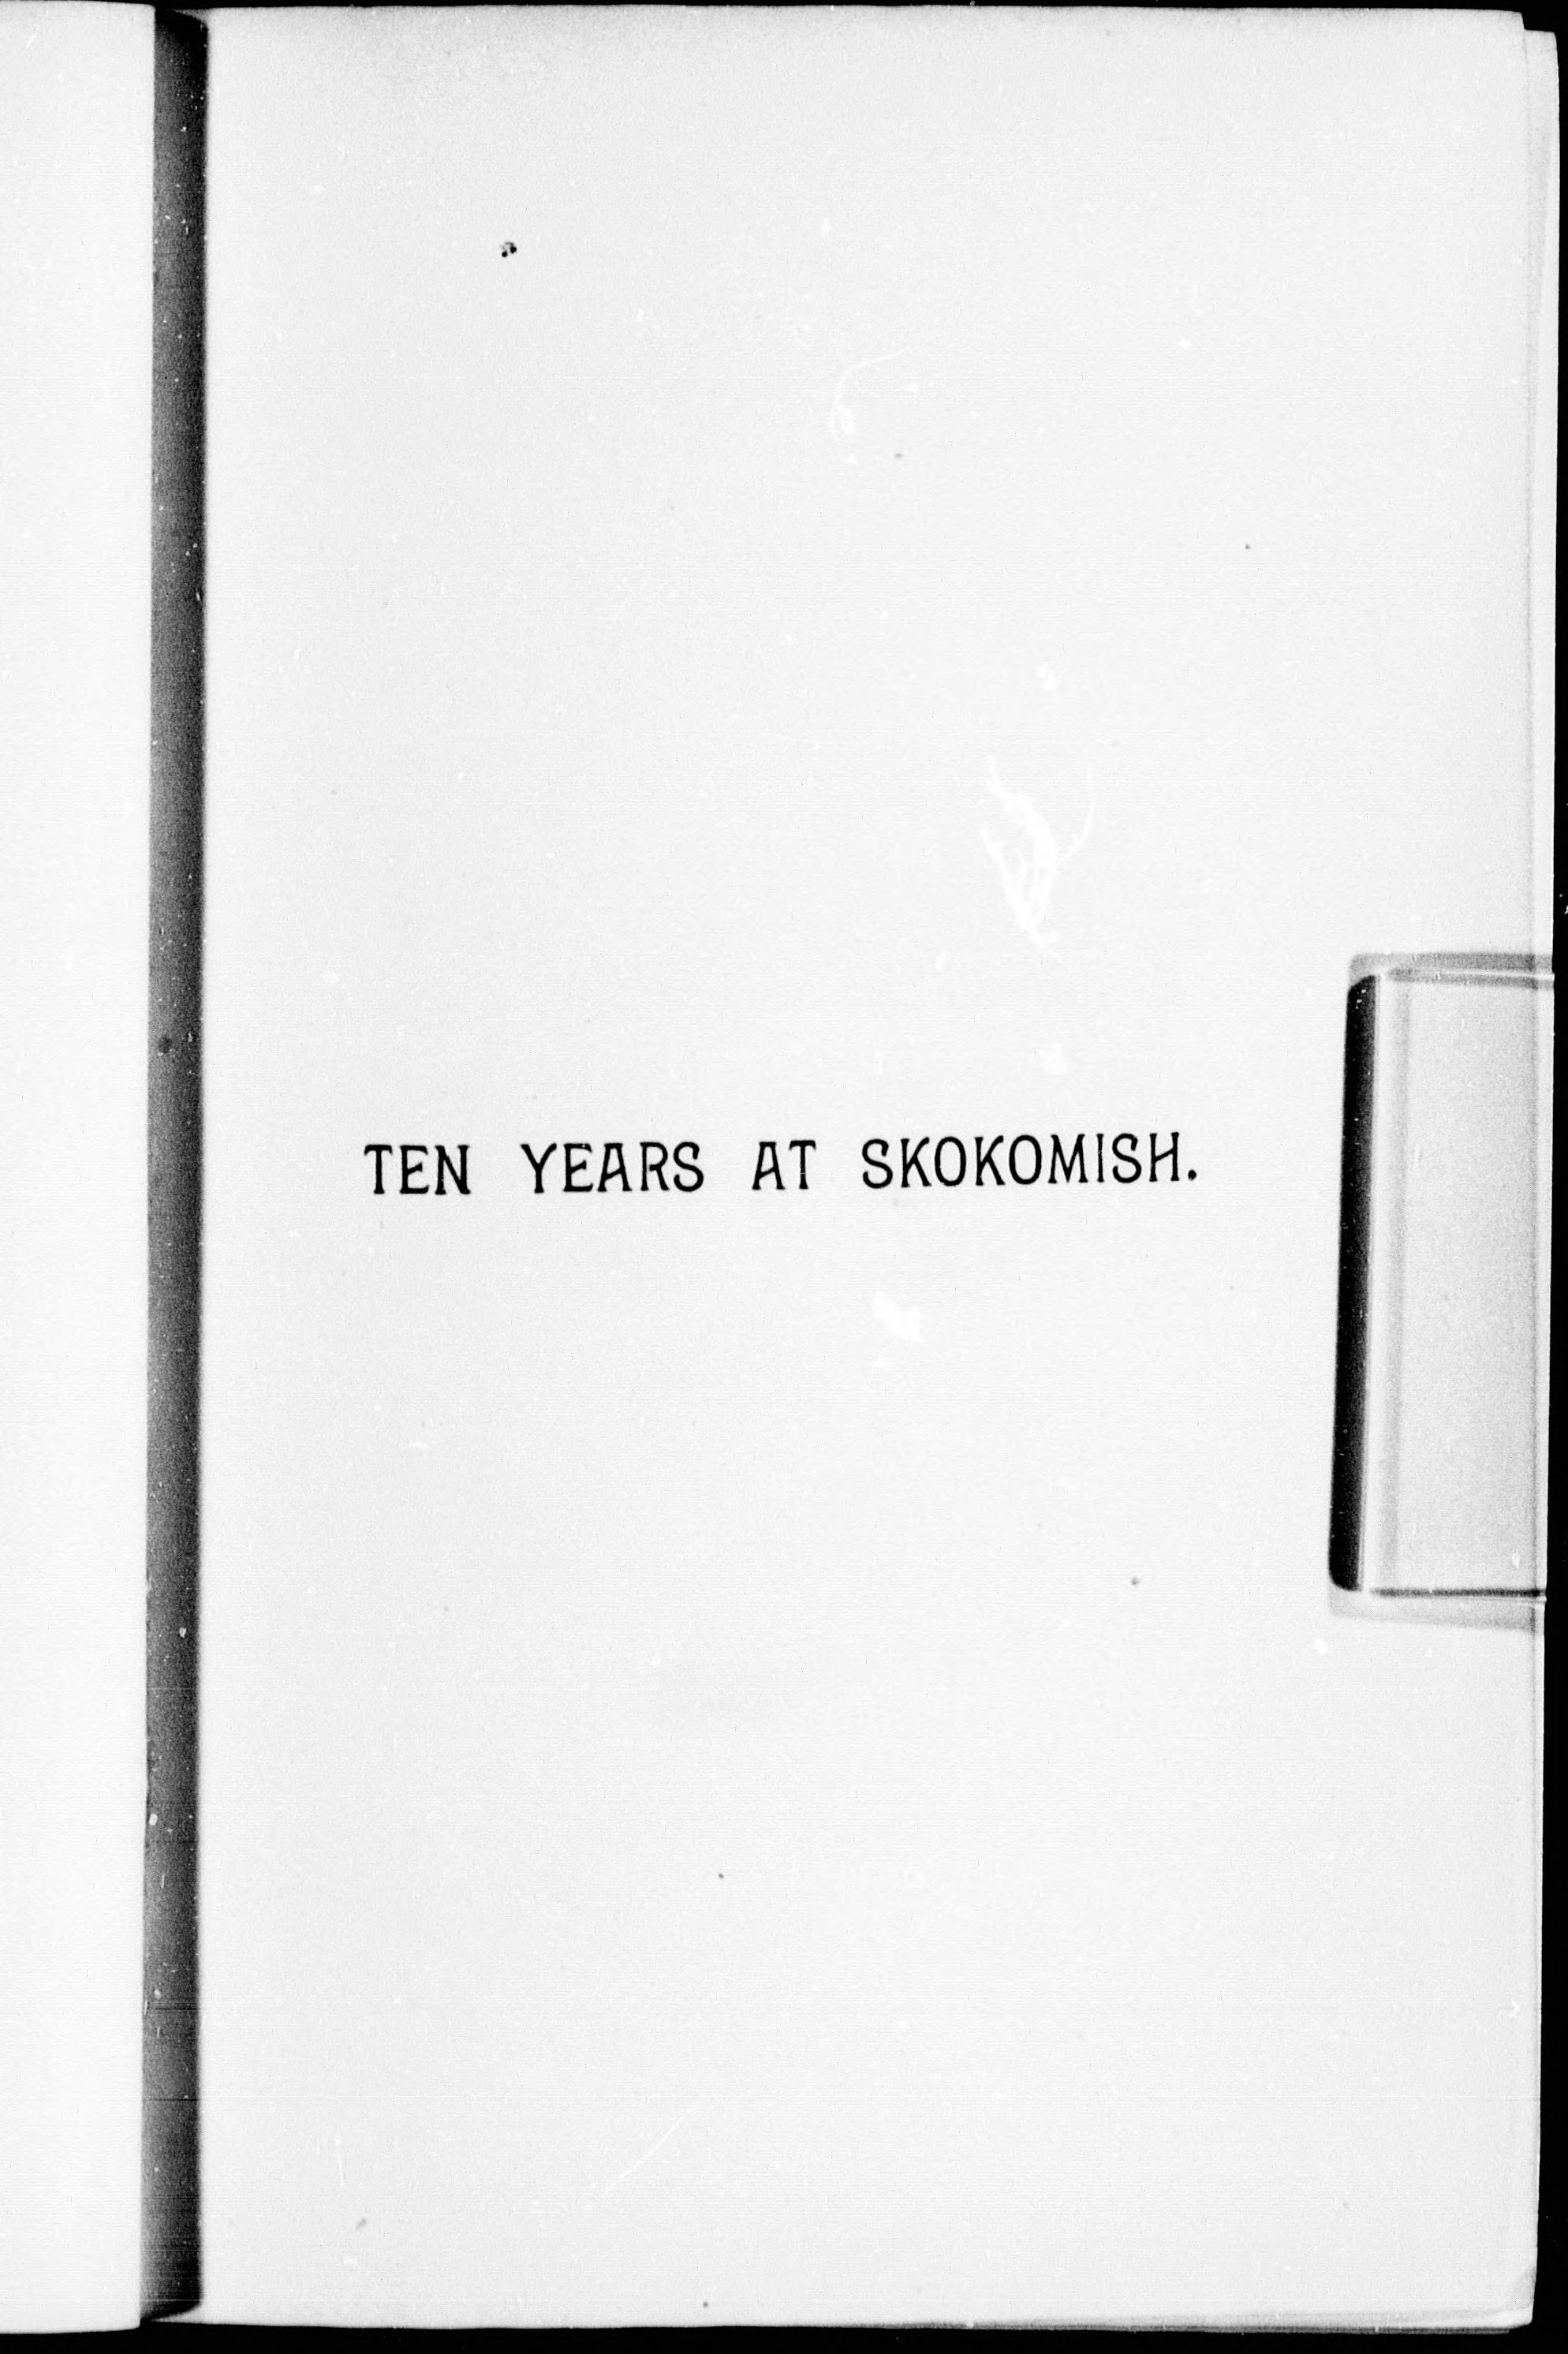 TEN YEARS AT SKOKOMISH.